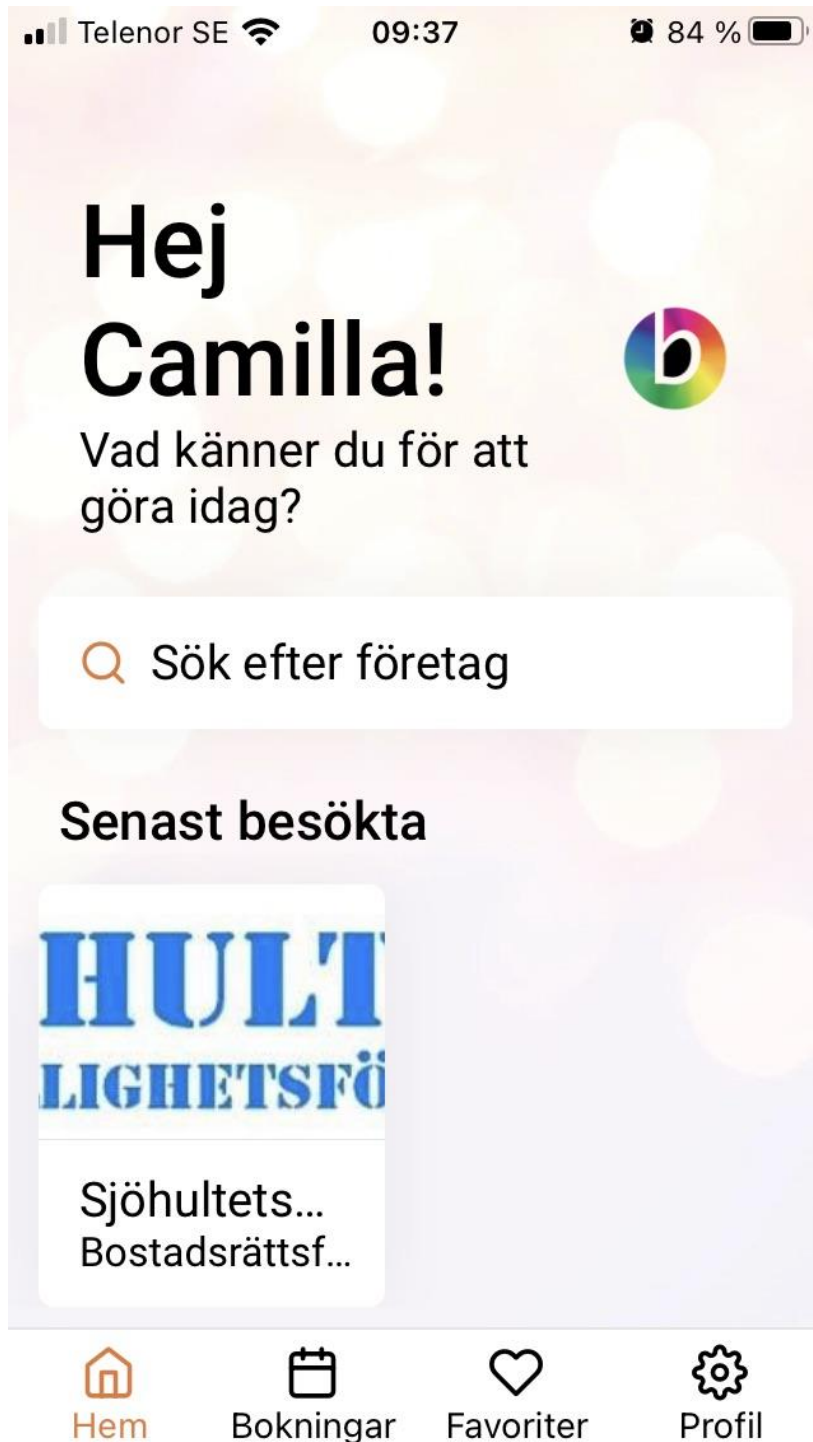 Telenor SE 09:37 84 %
Hej
Camilla!
Vad känner du för att
göra idag?
b
Sök efter företag
Senast besökta
HULT
LIGHETSFÖ
Sjöhultets...
Bostadsrättsf...
Hem Bokningar Favoriter Profil